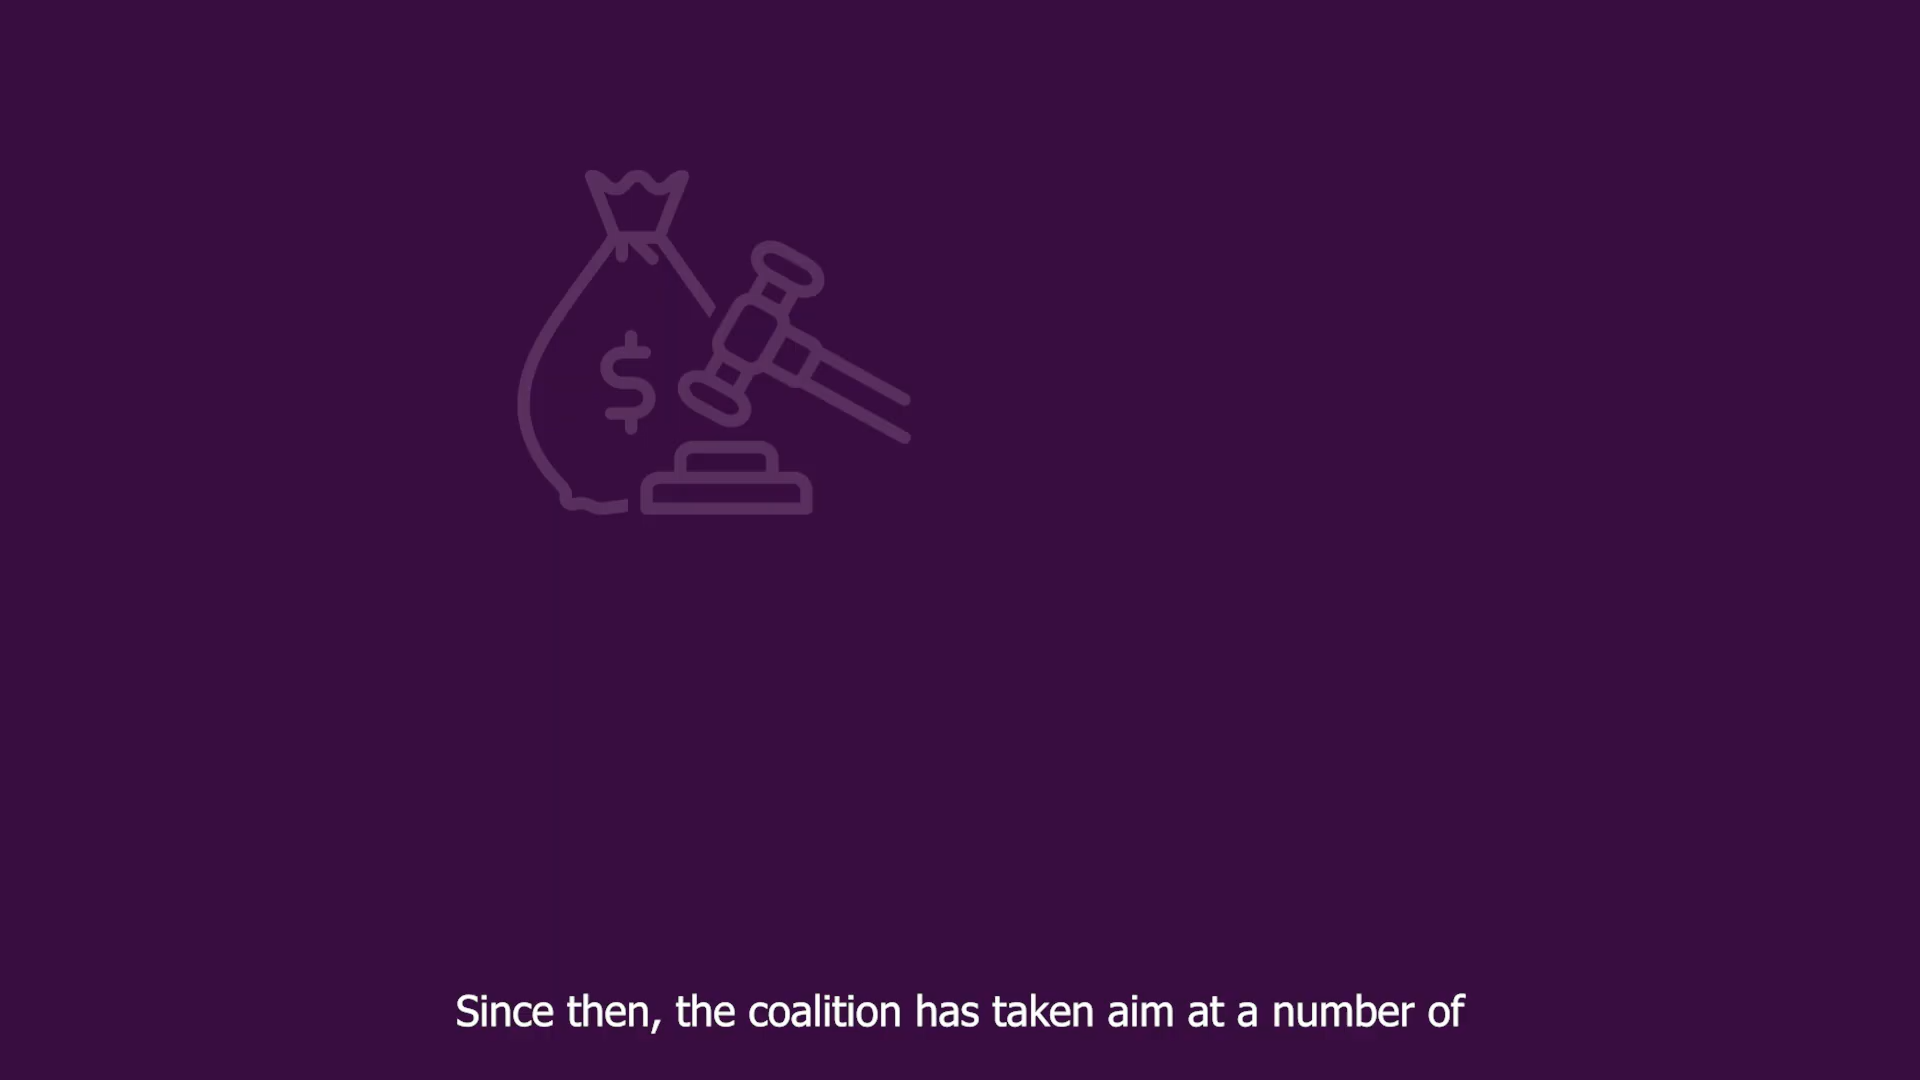 $
Since then, the coalition has taken aim at a number of